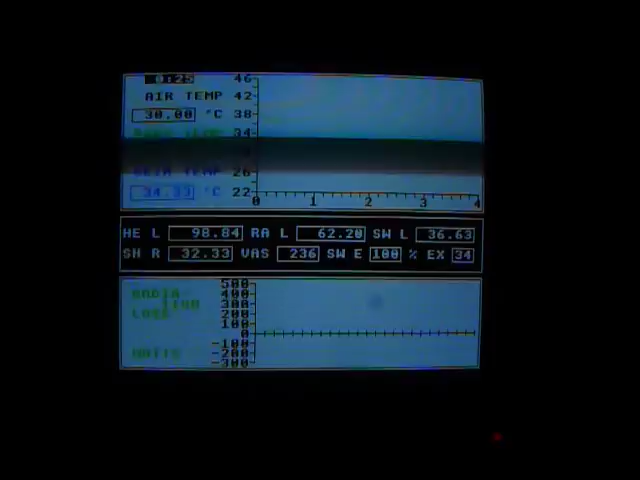 46
AIR TEMP 42
30.00 °C 38
34
26
34.33 °C 22
0 1 2 3 4
HE L 98.84 RA L 62.20 SW L 36.63
SH R 32.33 VAS 236 SW E 100 % EX 34
500
400
300
LOSS 200
100
0
-100
WATTS -200
-300